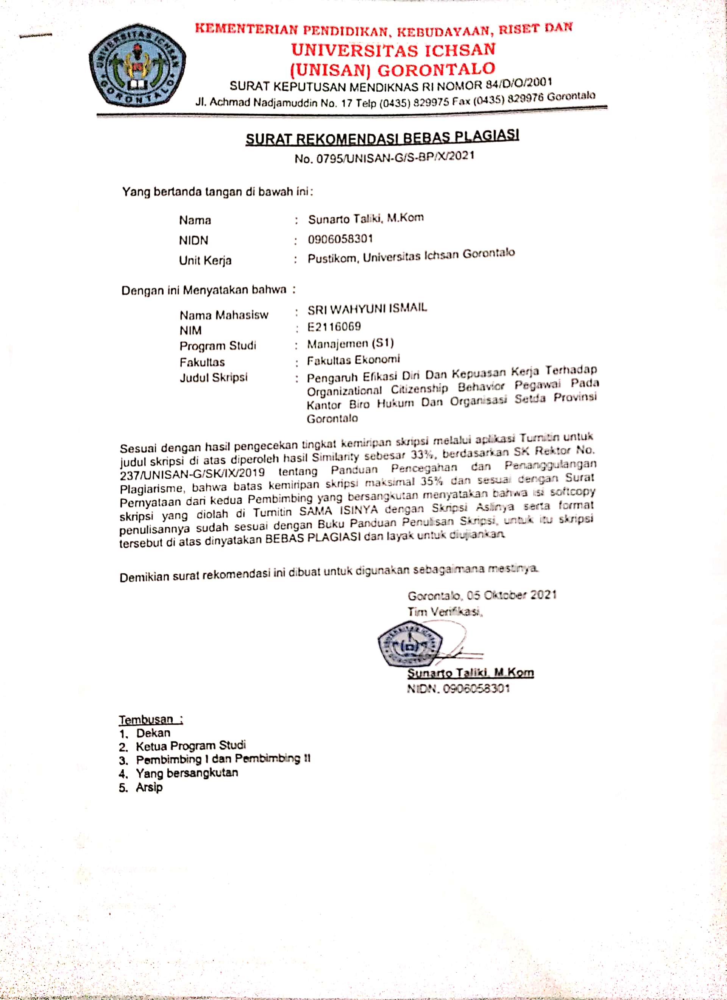 UNIVERSITAS ICHSAN
GORONTALO
KEMENTERIAN PENDIDIKAN, KEBUDAYAAN, RISET DAN
UNIVERSITAS ICHSAN
(UNISAN) GORONTALO
SURAT KEPUTUSAN MENDIKNAS RI NOMOR 84/D/O/2001
Jl. Achmad Nadjamuddin No. 17 Telp (0435) 829975 Fax (0435) 829976 Gorontalo
SURAT REKOMENDASI BEBAS PLAGIASI
No. 0795/UNISAN-G/S-BP/X/2021
Yang bertanda tangan di bawah ini:
Nama : Sunarto Taliki, M.Kom
NIDN : 0906058301
Unit Kerja : Pustikom, Universitas Ichsan Gorontalo
Dengan ini Menyatakan bahwa :
Nama Mahasisw : SRI WAHYUNI ISMAIL
NIM : E2116069
Program Studi : Manajemen (S1)
Fakultas : Fakultas Ekonomi
Judul Skripsi : Pengaruh Efikasi Diri Dan Kepuasan Kerja Terhadap
Organizational Citizenship Behavior Pegawai Pada
Kantor Biro Hukum Dan Organisasi Setda Provinsi
Gorontalo
Sesuai dengan hasil pengecekan tingkat kemiripan skripsi melalui aplikasi Turnitin untuk
judul skripsi di atas diperoleh hasil Similarity sebesar 33%, berdasarkan SK Rektor No.
237/UNISAN-G/SK/IX/2019 tentang Panduan Pencegahan dan Penanggulangan
Plagiarisme, bahwa batas kemiripan skripsi maksimal 35% dan sesuai dengan Surat
Pernyataan dari kedua Pembimbing yang bersangkutan menyatakan bahwa isi softcopy
skripsi yang diolah di Turnitin SAMA ISINYA dengan Skripsi Aslinya serta format
penulisannya sudah sesuai dengan Buku Panduan Penulisan Skripsi, untuk itu skripsi
tersebut di atas dinyatakan BEBAS PLAGIASI dan layak untuk diujiankan.
Demikian surat rekomendasi ini dibuat untuk digunakan sebagaimana mestinya.
Gorontalo, 05 Oktober 2021
Tim Verifikasi,
UNIVERSITAS ICHSAN
GORONTALO
Sunarto Taliki, M.Kom
NIDN. 0906058301
Tembusan :
1. Dekan
2. Ketua Program Studi
3. Pembimbing I dan Pembimbing II
4. Yang bersangkutan
5. Arsip